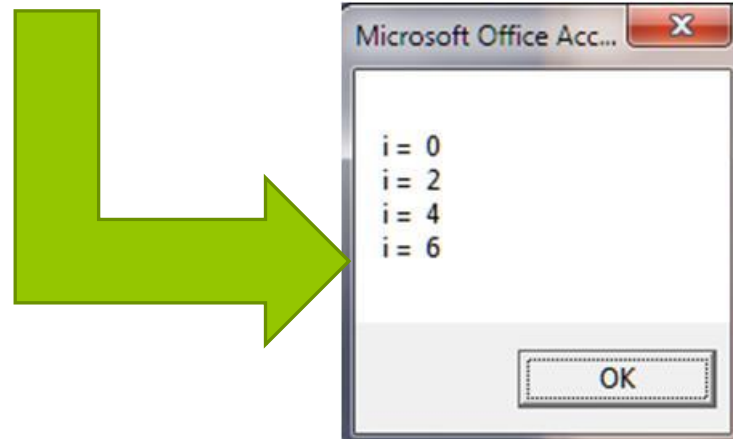 Microsoft Office Acc...
i = 0
i = 2
i = 4
i = 6
OK